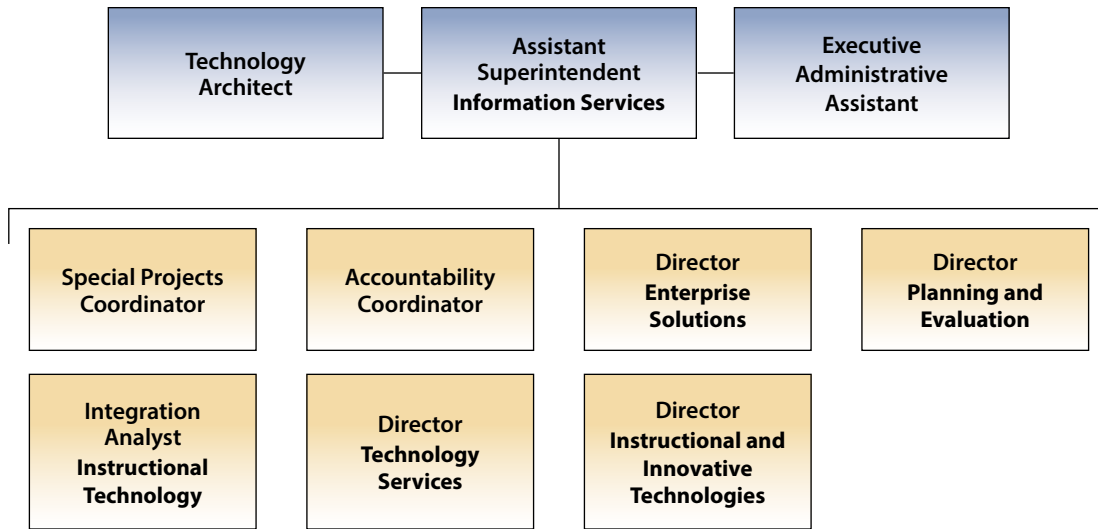 Technology
Architect
Assistant
Superintendent
Information Services
Executive
Administrative
Assistant
Special Projects
Coordinator
Accountability
Coordinator
Director
Enterprise
Solutions
Director
Planning and
Evaluation
Integration
Analyst
Instructional
Technology
Director
Technology
Services
Director
Instructional and
Innovative
Technologies